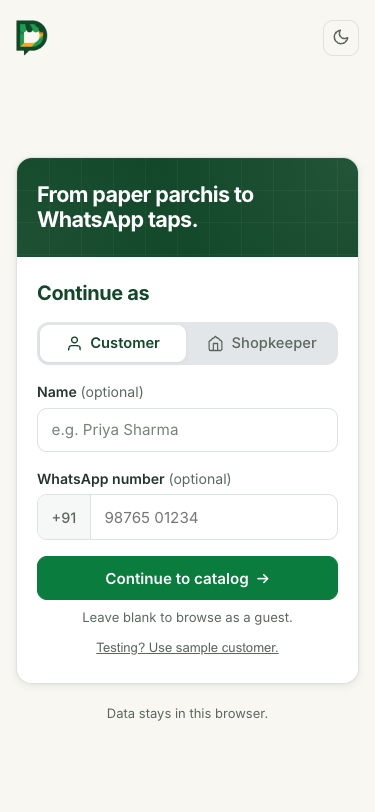 From paper parchis to
WhatsApp taps.
Continue as
Customer
Shopkeeper
Name (optional)
e.g. Priya Sharma
WhatsApp number (optional)
+91 98765 01234
Continue to catalog →
Leave blank to browse as a guest.
Testing? Use sample customer.
Data stays in this browser.